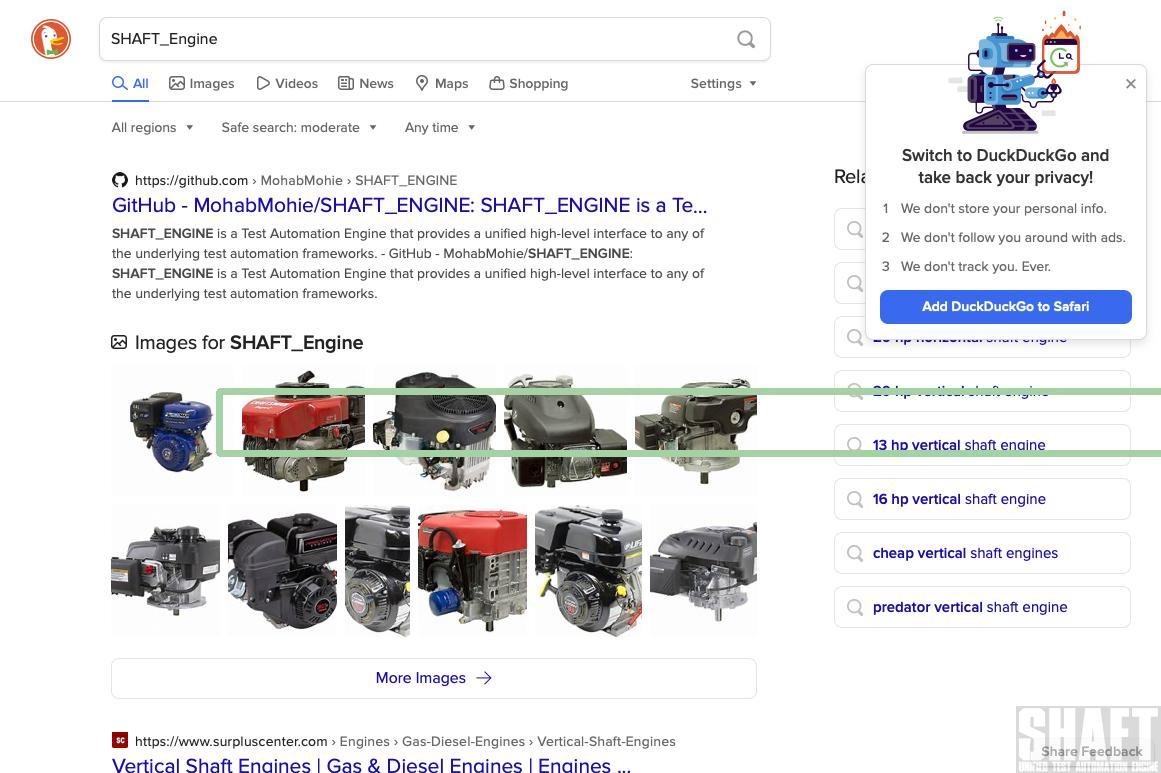 SHAFT_Engine
All
Images
Videos
News
Maps
Shopping
Settings
All regions
Safe search: moderate
Any time
https://github.com › MohabMohie › SHAFT_ENGINE
GitHub - MohabMohie/SHAFT_ENGINE: SHAFT_ENGINE is a Te...
SHAFT_ENGINE is a Test Automation Engine that provides a unified high-level interface to any of
the underlying test automation frameworks. - GitHub - MohabMohie/SHAFT_ENGINE:
SHAFT_ENGINE is a Test Automation Engine that provides a unified high-level interface to any of
the underlying test automation frameworks.
Images for SHAFT_Engine
More Images
https://www.surpluscenter.com › Engines › Gas-Diesel-Engines › Vertical-Shaft-Engines
Vertical Shaft Engines | Gas & Diesel Engines | Engines ...
Switch to DuckDuckGo and
take back your privacy!
1 We don't store your personal info.
2 We don't follow you around with ads.
3 We don't track you. Ever.
Add DuckDuckGo to Safari
shaft engine
shaft engine
13 hp vertical shaft engine
16 hp vertical shaft engine
cheap vertical shaft engines
predator vertical shaft engine
SHAFT
Share Feedback